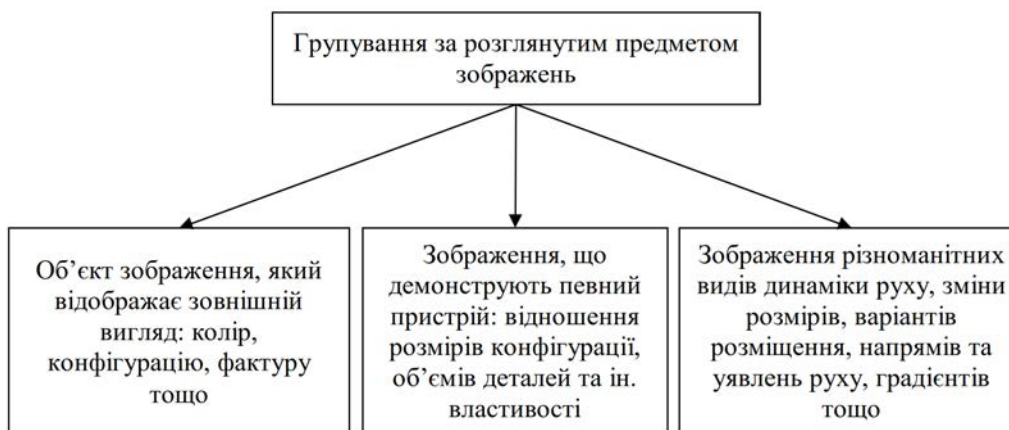 Групування за розглянутим предметом
зображень
Об’єкт зображення, який
відображає зовнішній
вигляд: колір,
конфігурацію, фактуру
тощо
Зображення, що
демонструють певний
пристрій: відношення
розмірів конфігурації,
об’ємів деталей та ін.
властивості
Зображення різноманітних
видів динаміки руху, зміни
розмірів, варіантів
розміщення, напрямів та
уявлень руху, градієнтів
тощо